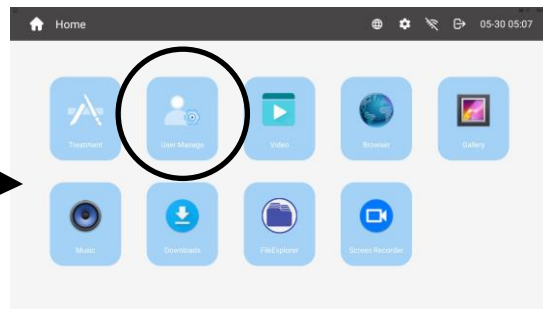 Home 05-30 05:07
Treatment User Manage Video Browser Gallery
Music Downloads FileExplorer Screen Recorder